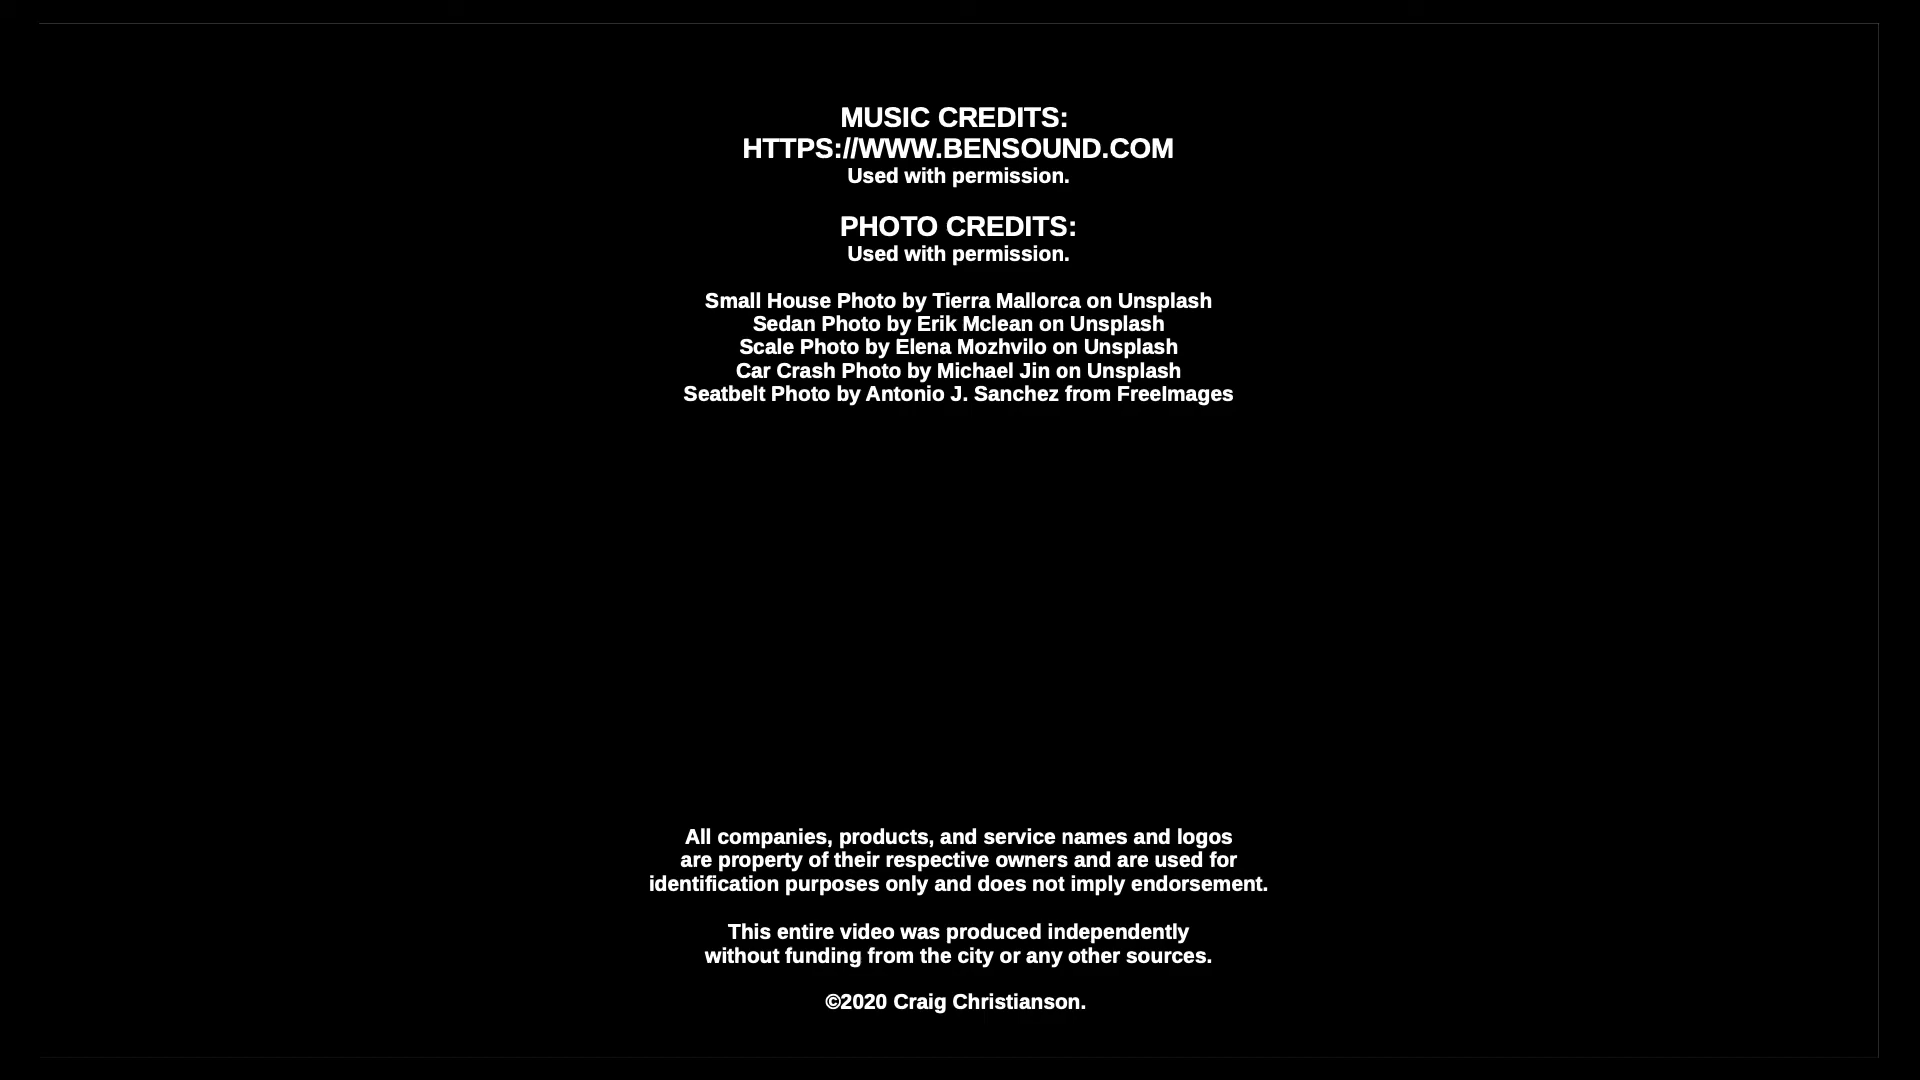 MUSIC CREDITS:
HTTPS://WWW.BENSOUND.COM
Used with permission.
PHOTO CREDITS:
Used with permission.
Small House Photo by Tierra Mallorca on Unsplash
Sedan Photo by Erik Mclean on Unsplash
Scale Photo by Elena Mozhvilo on Unsplash
Car Crash Photo by Michael Jin on Unsplash
Seatbelt Photo by Antonio J. Sanchez from FreeImages
All companies, products, and service names and logos
are property of their respective owners and are used for
identification purposes only and does not imply endorsement.
This entire video was produced independently
without funding from the city or any other sources.
©2020 Craig Christianson.